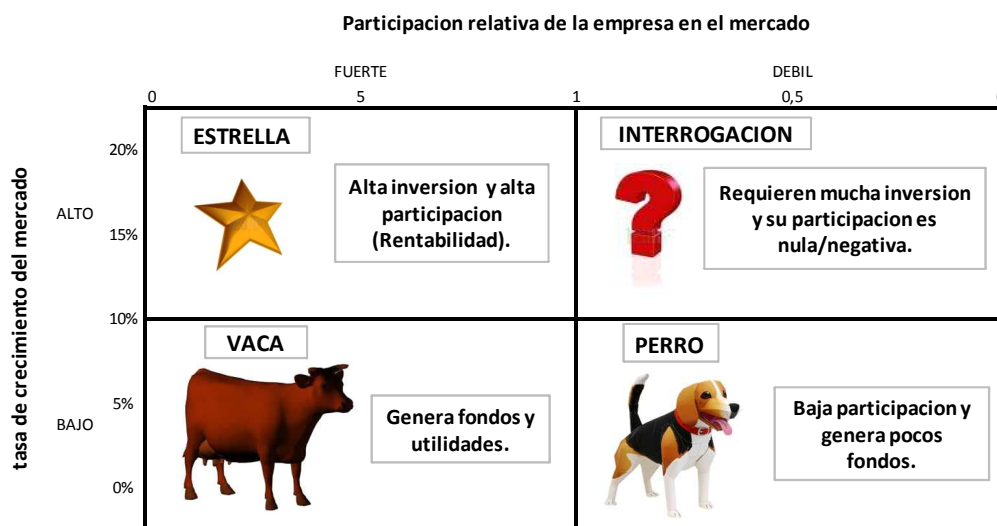 Participacion relativa de la empresa en el mercado
FUERTE
DEBIL
0
5
1
0,5
tasa de crecimiento del mercado
ALTO
BAJO
20%
15%
10%
5%
0%
ESTRELLA
Alta inversion y alta
participacion
(Rentabilidad).
INTERROGACION
Requieren mucha inversion
y su participacion es
nula/negativa.
VACA
Genera fondos y
utilidades.
PERRO
Baja participacion y
genera pocos
fondos.